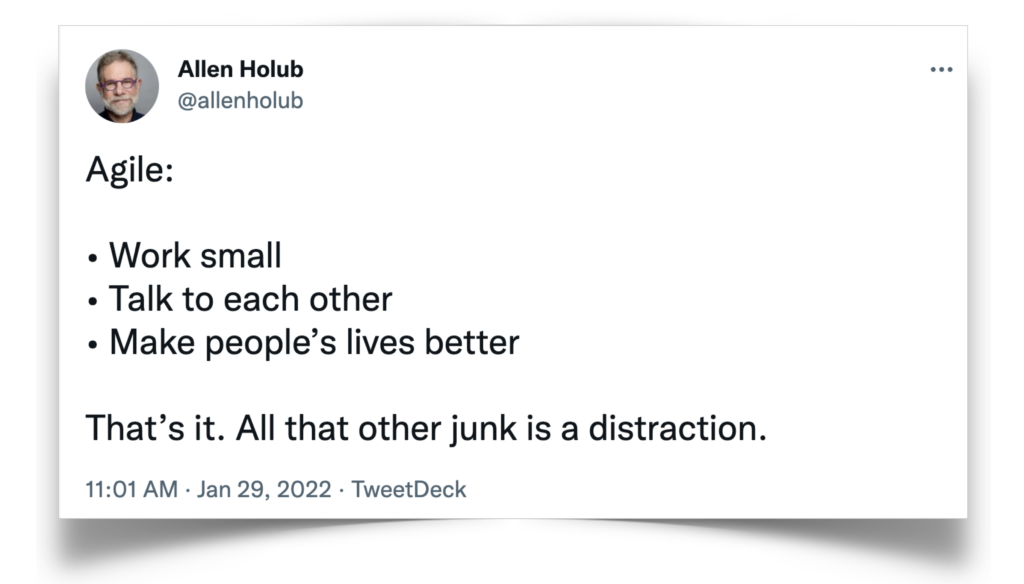 Allen Holub
@allenholub
Agile:
• Work small
• Talk to each other
• Make people’s lives better
That’s it. All that other junk is a distraction.
11:01 AM · Jan 29, 2022 · TweetDeck